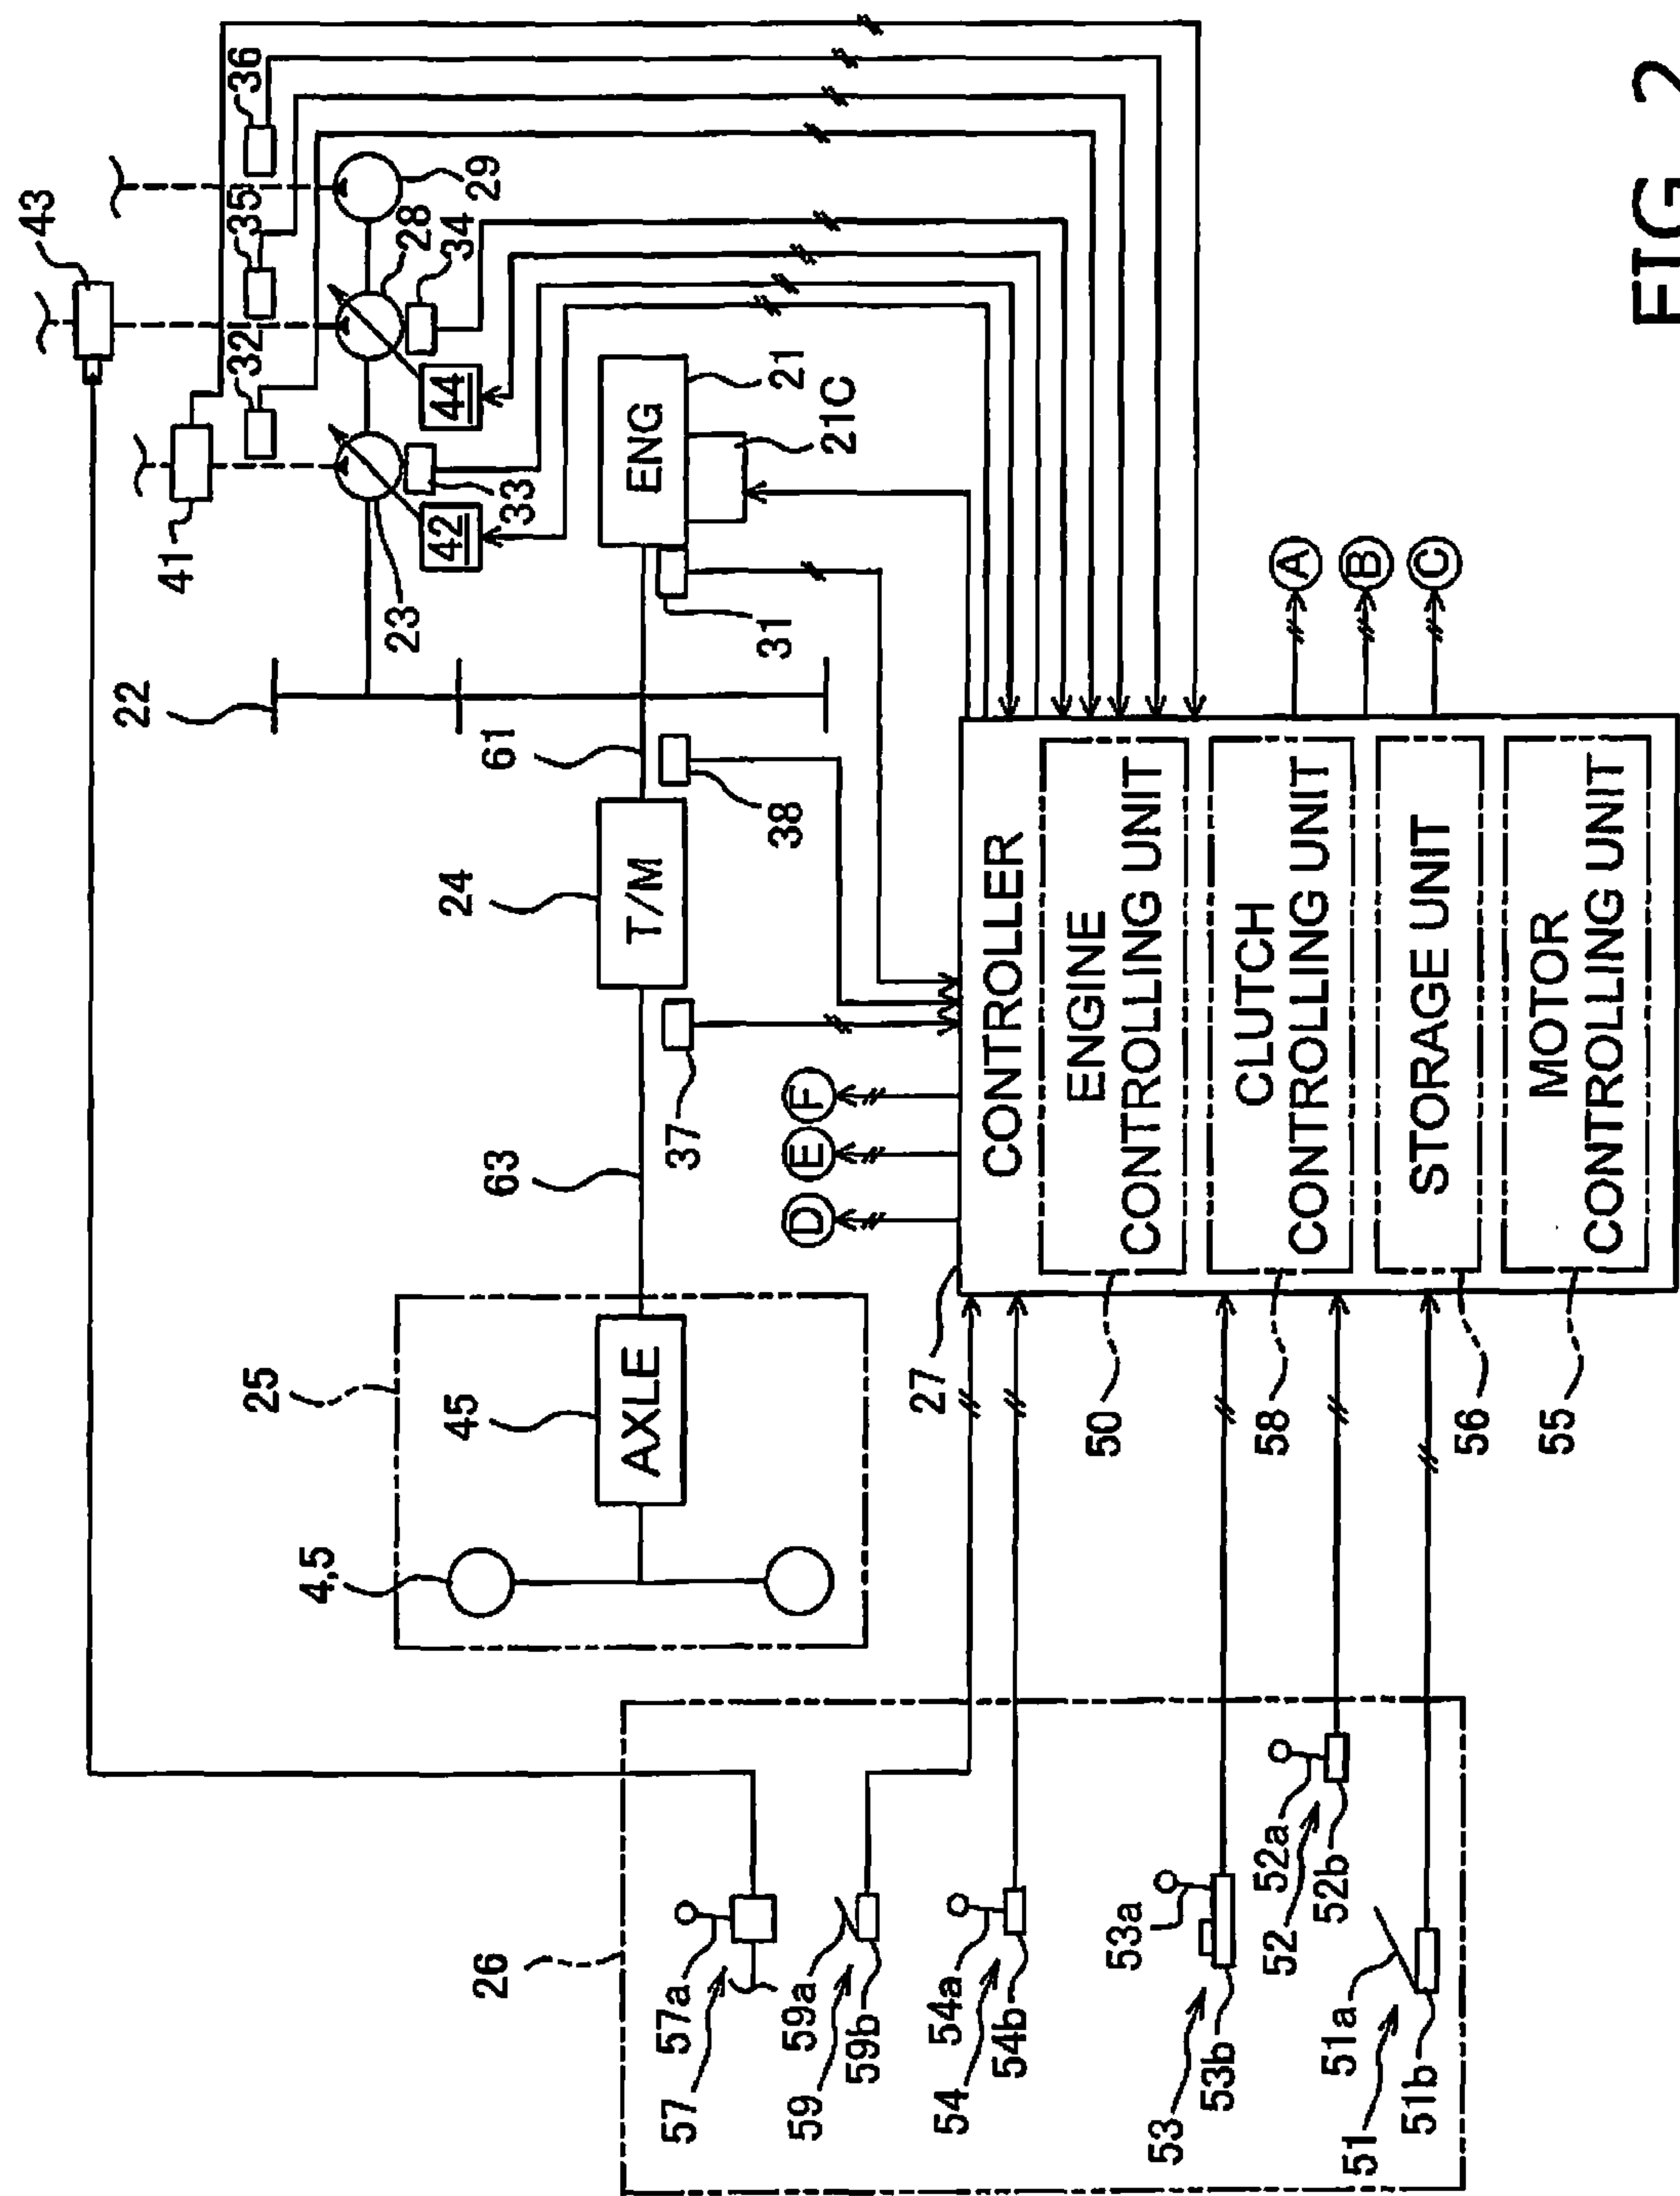 43
36
35
32
41
29
28
34
44
33
42
23
22
ENG
21
21C
31
61
38
24
T/M
37
63
25
45
AXLE
4,5
A
B
C
D
E
F
27
CONTROLLER
ENGINE
CONTROLLING UNIT
CLUTCH
CONTROLLING UNIT
STORAGE UNIT
MOTOR
CONTROLLING UNIT
50
58
56
55
26
57a
57
59a
59
59b
54a
54
54b
53a
53
53b
52a
52
52b
51a
51
51b
FIG. 2